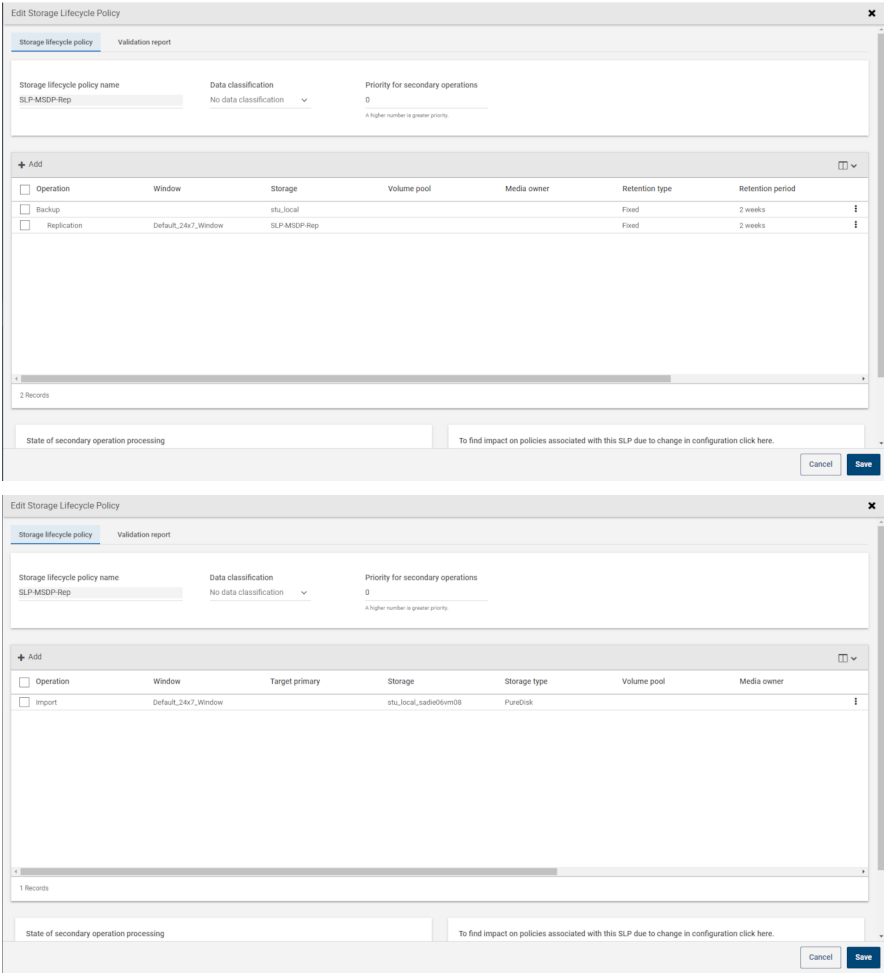 Edit Storage Lifecycle Policy
Storage lifecycle policy Validation report
Storage lifecycle policy name Data classification Priority for secondary operations
SLP-MSDP-Rep No data classification 0
A higher number is greater priority.
+ Add
Operation Window Storage Volume pool Media owner Retention type Retention period
Backup stu_local Fixed 2 weeks
Replication Default_24x7_Window SLP-MSDP-Rep Fixed 2 weeks
2 Records
State of secondary operation processing To find impact on policies associated with this SLP due to change in configuration click here.
Cancel Save
Edit Storage Lifecycle Policy
Storage lifecycle policy Validation report
Storage lifecycle policy name Data classification Priority for secondary operations
SLP-MSDP-Rep No data classification 0
A higher number is greater priority.
+ Add
Operation Window Target primary Storage Storage type Volume pool Media owner
Import Default_24x7_Window stu_local_sadie06vm08 PureDisk
1 Records
State of secondary operation processing To find impact on policies associated with this SLP due to change in configuration click here.
Cancel Save